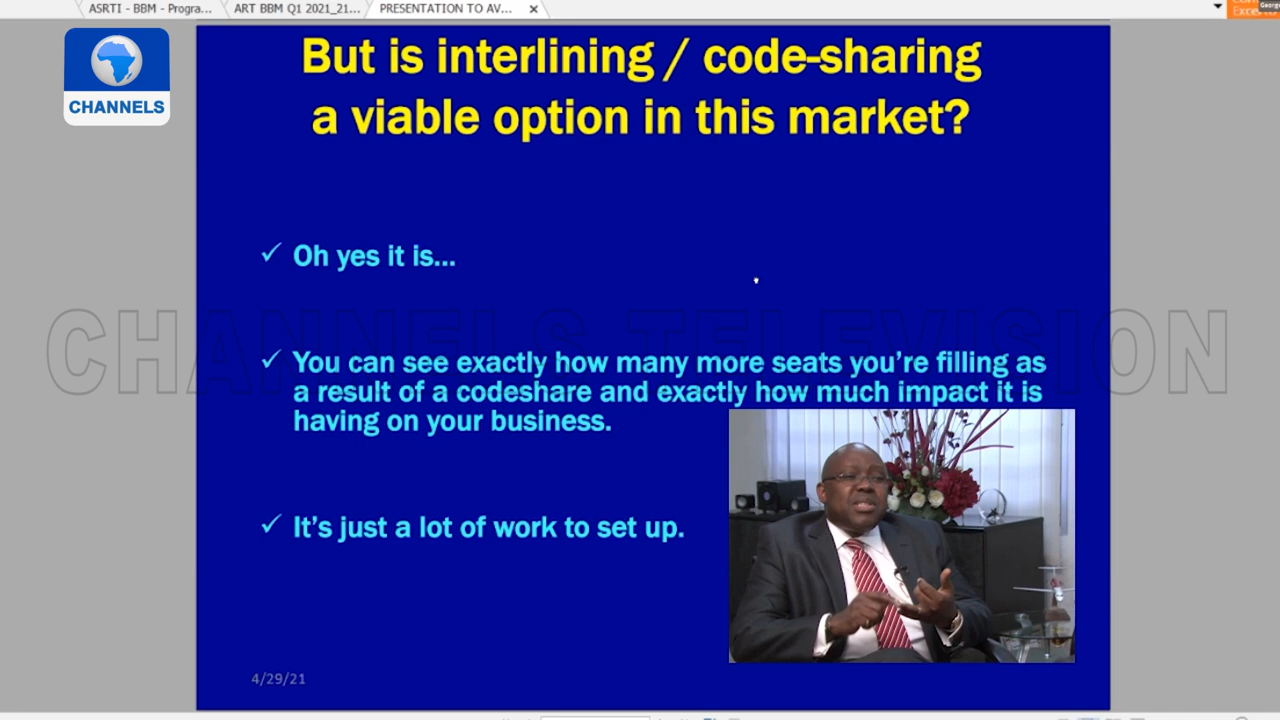 ASRTI - BBM - Progra...
ART BBM Q1 2021_21...
PRESENTATION TO AV...
George
CHANNELS
But is interlining / code-sharing
a viable option in this market?
✓ Oh yes it is...
CHANNELS TELEVISION
✓ You can see exactly how many more seats you’re filling as
a result of a codeshare and exactly how much impact it is
having on your business.
✓ It’s just a lot of work to set up.
4/29/21